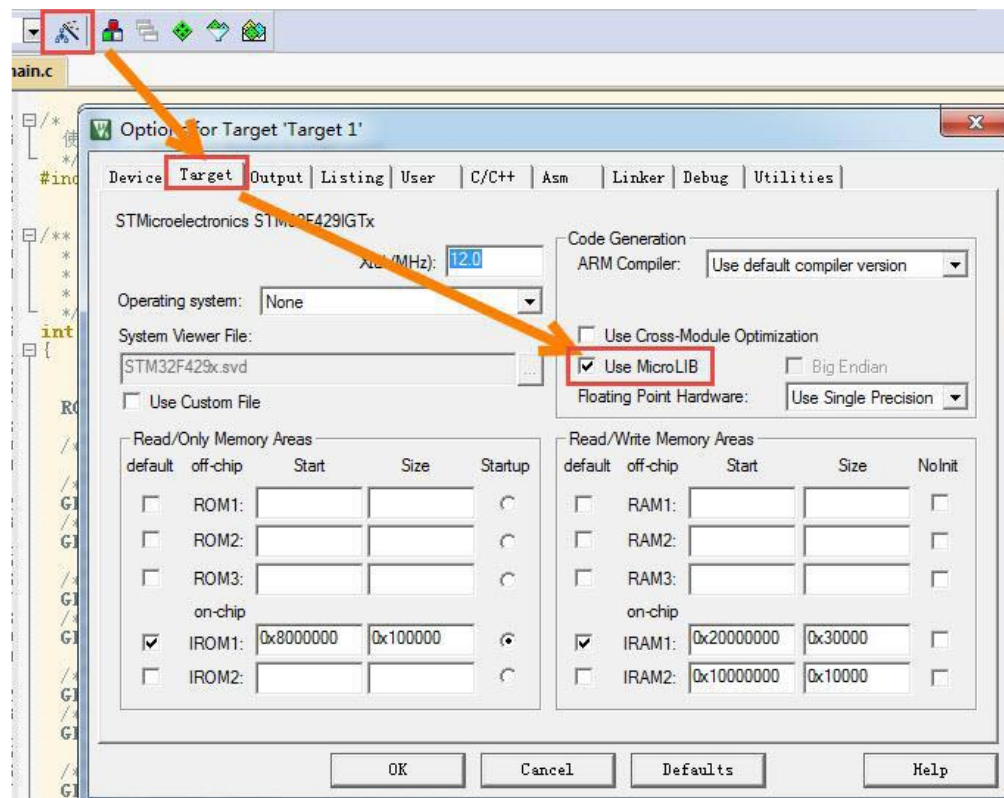 main.c
/*
使
*/
#inc
/**
*
*
*
*/
int
{
Options for Target 'Target 1'
Device Target Output Listing User C/C++ Asm Linker Debug Utilities
STMicroelectronics STM32F429IGTx
Xtal (MHz): 12.0
Operating system: None
System Viewer File:
STM32F429x.svd ...
Use Custom File
Code Generation
ARM Compiler: Use default compiler version
Use Cross-Module Optimization
Use MicroLIB Big Endian
Floating Point Hardware: Use Single Precision
Read/Only Memory Areas
default off-chip Start Size Startup
ROM1:
ROM2:
ROM3:
on-chip
IROM1: 0x8000000 0x100000
IROM2:
Read/Write Memory Areas
default off-chip Start Size NoInit
RAM1:
RAM2:
RAM3:
on-chip
IRAM1: 0x20000000 0x30000
IRAM2: 0x10000000 0x10000
OK Cancel Defaults Help